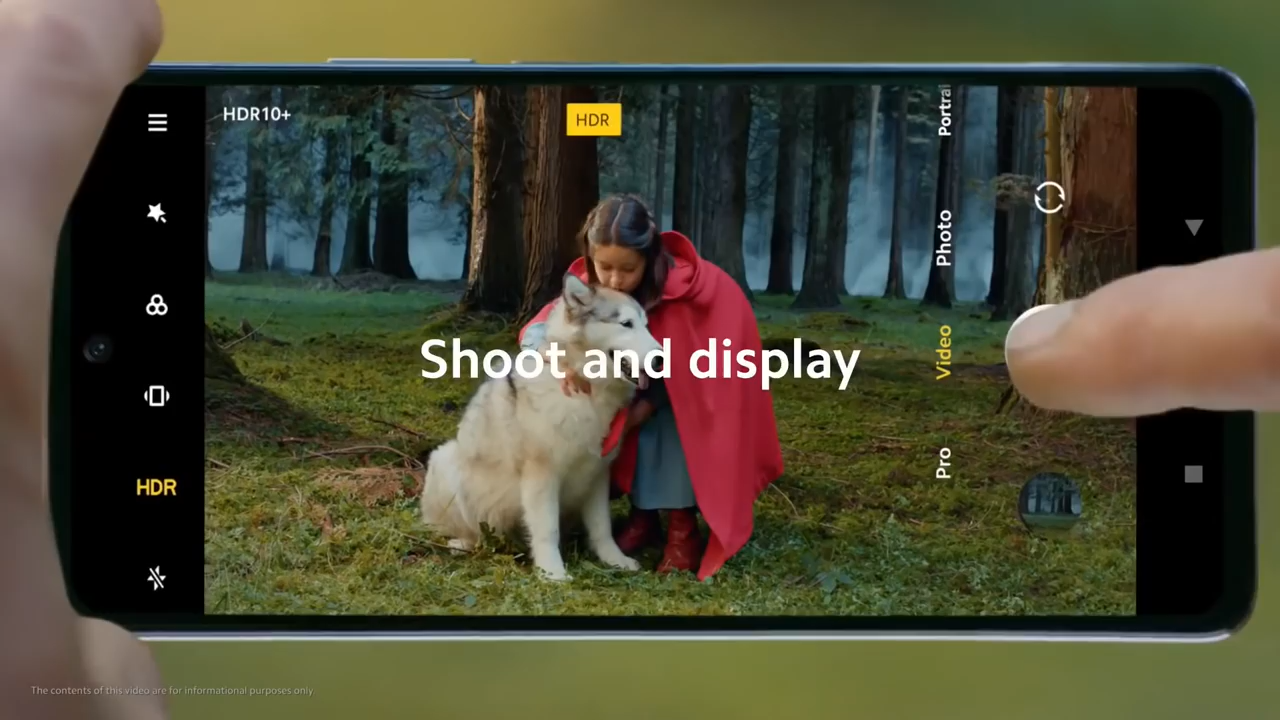 HDR10+
HDR
Portrai
Photo
Shoot and display
Video
Pro
HDR
The contents of this video are for informational purposes only.